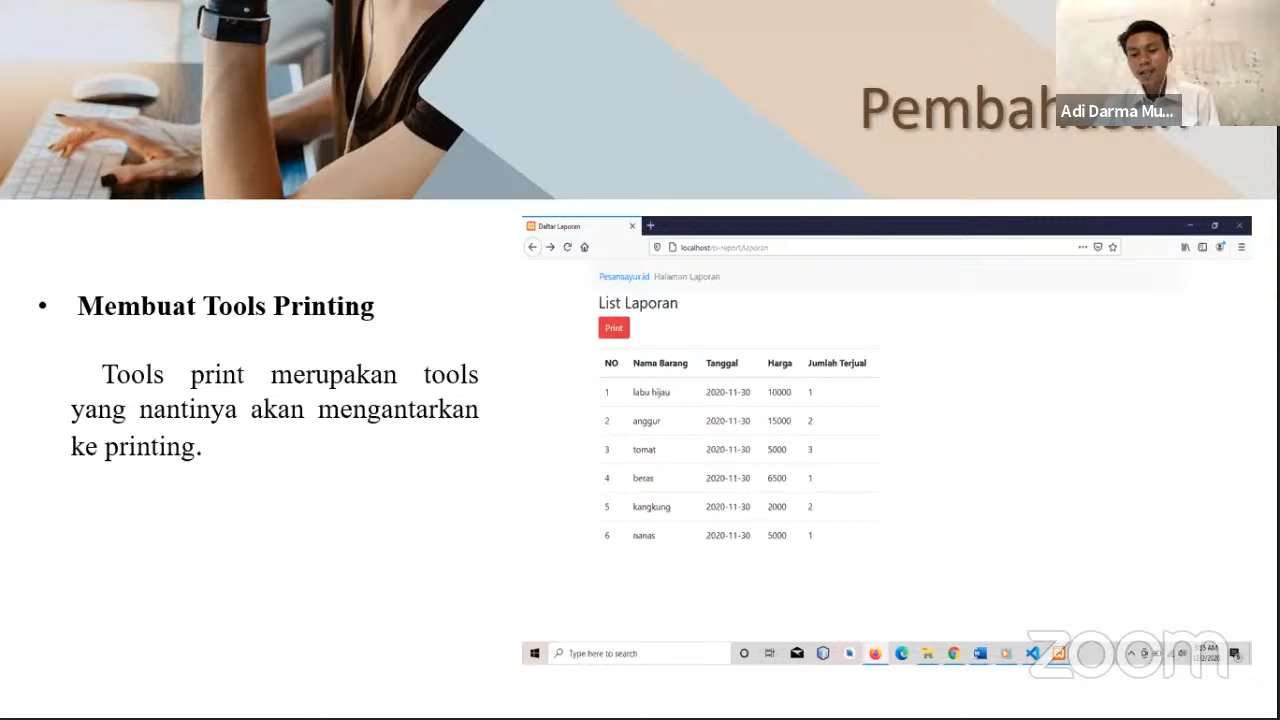 Pembahasan
Adi Darma Mu...
• Membuat Tools Printing
Tools print merupakan tools
yang nantinya akan mengantarkan
ke printing.
Daftar Laporan
localhost/o-report/laporan
Pesansayur.id Halaman Laporan
List Laporan
Print
NO Nama Barang Tanggal Harga Jumlah Terjual
1 labu hijau 2020-11-30 10000 1
2 anggur 2020-11-30 15000 2
3 tomat 2020-11-30 5000 3
4 beras 2020-11-30 6500 1
5 kangkung 2020-11-30 2000 2
6 nanas 2020-11-30 5000 1
Type here to search
zoom